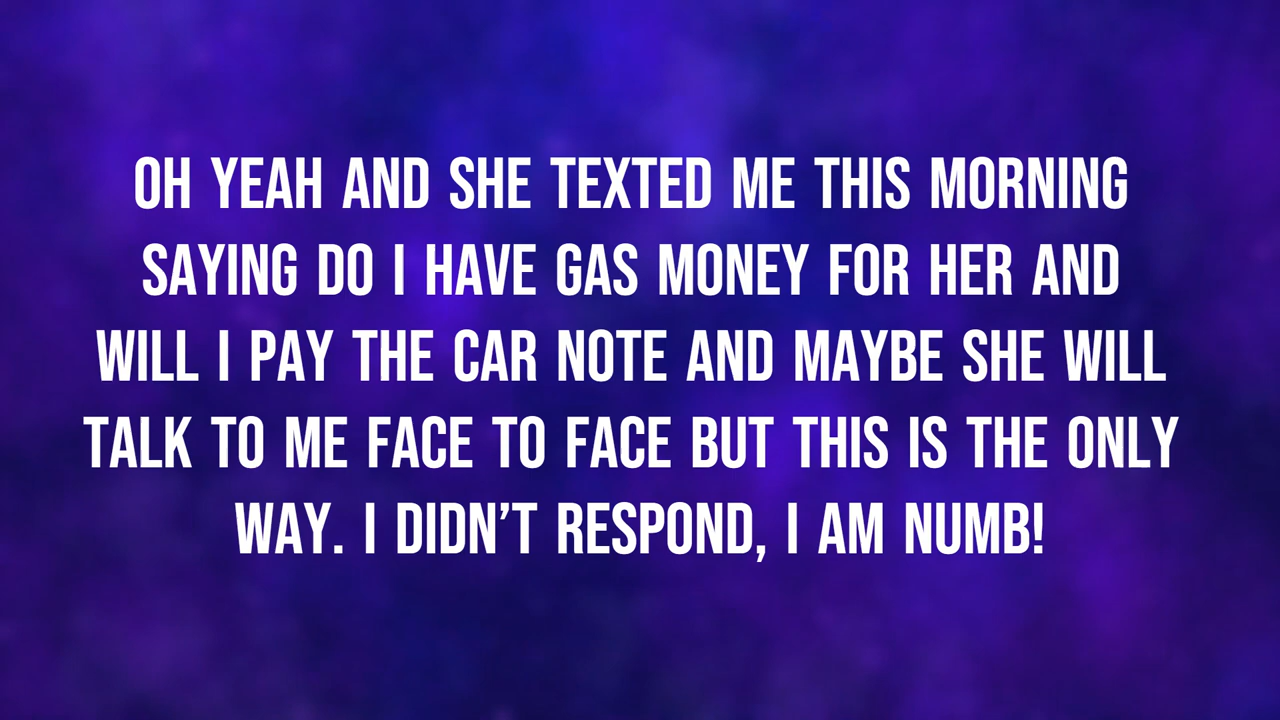 OH YEAH AND SHE TEXTED ME THIS MORNING
SAYING DO I HAVE GAS MONEY FOR HER AND
WILL I PAY THE CAR NOTE AND MAYBE SHE WILL
TALK TO ME FACE TO FACE BUT THIS IS THE ONLY
WAY. I DIDN’T RESPOND, I AM NUMB!